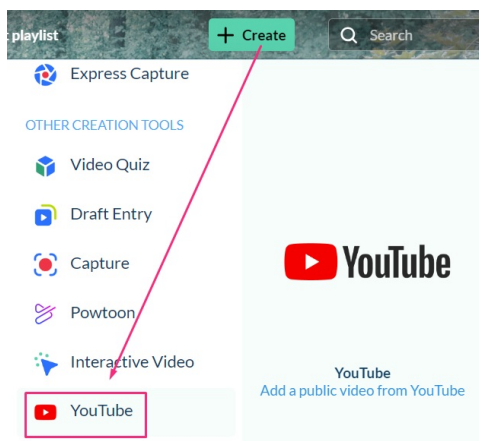 t playlist
+ Create
Search
Express Capture
OTHER CREATION TOOLS
Video Quiz
Draft Entry
Capture
Powtoon
Interactive Video
YouTube
YouTube
YouTube
Add a public video from YouTube